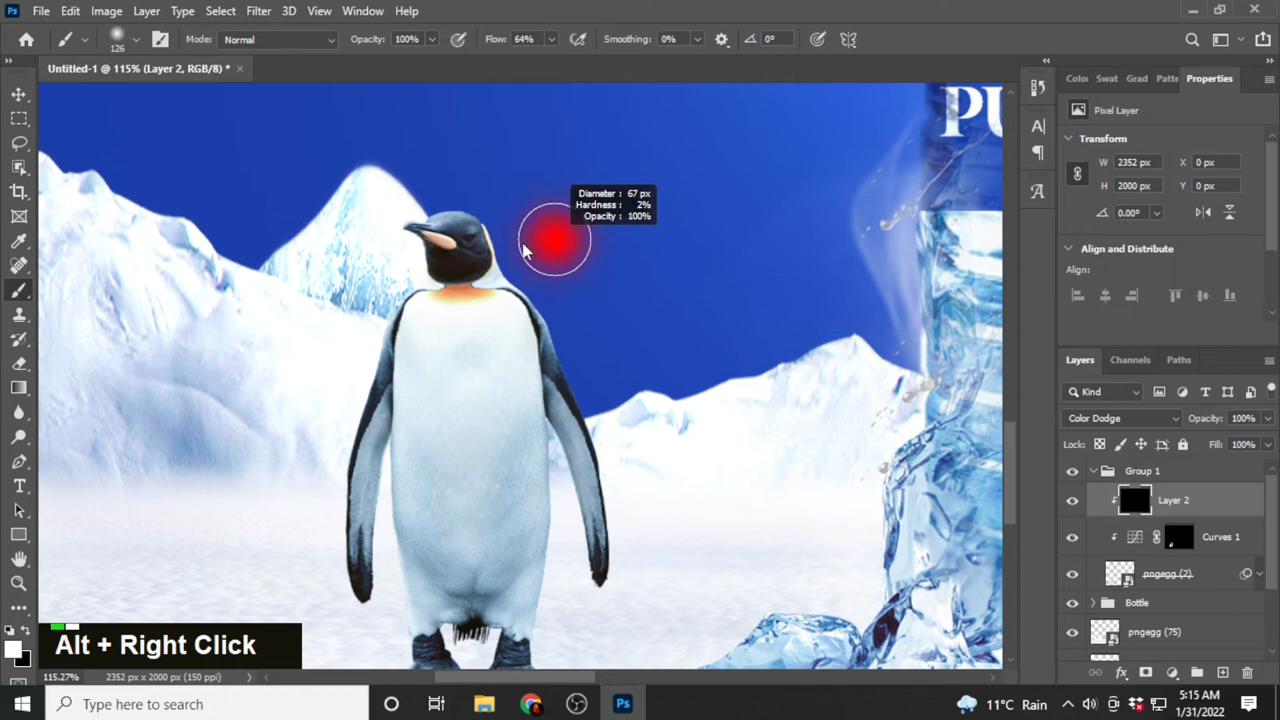 Ps File Edit Image Layer Type Select Filter 3D View Window Help
126 Mode: Normal Opacity: 100% Flow: 64% Smoothing: 0% 0°
Untitled-1 @ 115% (Layer 2, RGB/8) * ×
Colo Swat Grad Patte Properties
PU
Pixel Layer
Transform
W 2352 px X 0 px
H 2000 px Y 0 px
0.00°
Diameter : 67 px
Hardness : 2%
Opacity : 100%
Align and Distribute
Align:
Layers Channels Paths
Kind
Color Dodge Opacity: 100%
Lock: Fill: 100%
Group 1
Layer 2
Curves 1
pngegg (2)
Bottle
pngegg (75)
Alt + Right Click
115.27% 2352 px x 2000 px (150 ppi)
Type here to search
Ps
11°C Rain
5:15 AM
1/31/2022